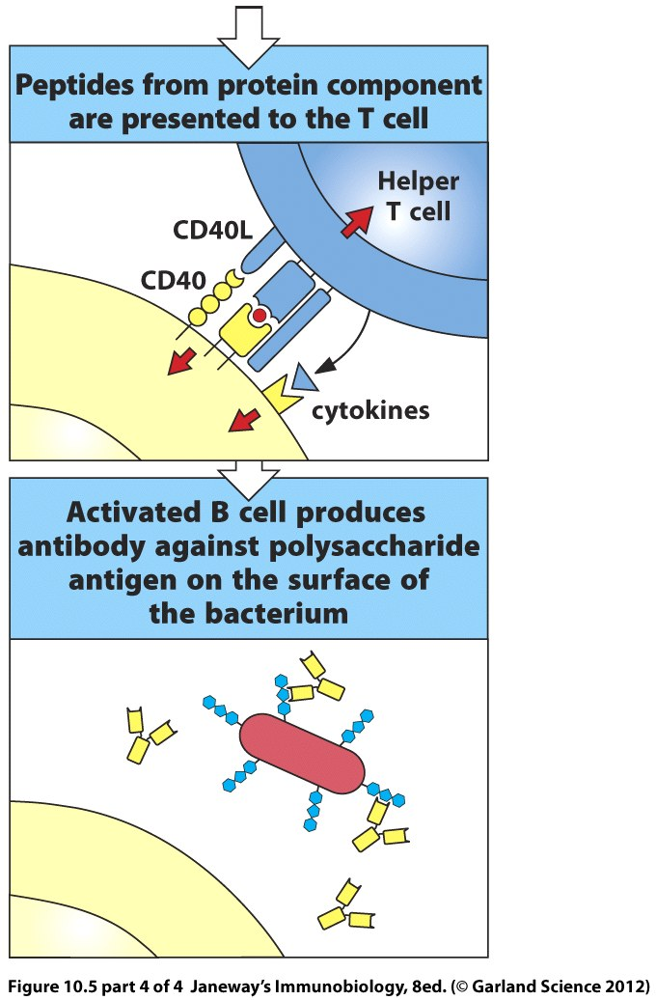 Peptides from protein component
are presented to the T cell
Helper
T cell
CD40L
CD40
cytokines
Activated B cell produces
antibody against polysaccharide
antigen on the surface of
the bacterium
Figure 10.5 part 4 of 4 Janeway’s Immunobiology, 8ed. (© Garland Science 2012)